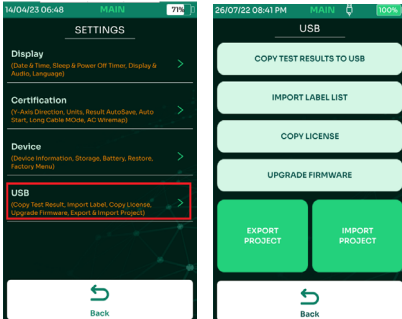 14/04/23 06:48 MAIN 71%
SETTINGS
Display
(Date & Time, Sleep & Power Off Timer, Display &
Audio, Language)
Certification
(Y-Axis Direction, Units, Result AutoSave, Auto
Start, Long Cable MOde, AC Wiremap)
Device
(Device Information, Storage, Battery, Restore,
Factory Menu)
USB
(Copy Test Result, Import Label, Copy License,
Upgrade Firmware, Export & Import Project)
Back
26/07/22 08:41 PM MAIN 100%
USB
COPY TEST RESULTS TO USB
IMPORT LABEL LIST
COPY LICENSE
UPGRADE FIRMWARE
EXPORT
PROJECT
IMPORT
PROJECT
Back